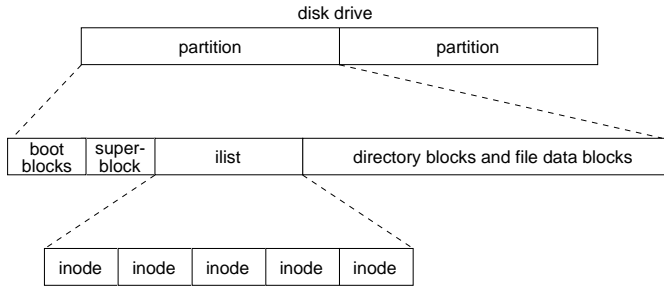 disk drive
partition partition
boot blocks super-block ilist directory blocks and file data blocks
inode inode inode inode inode